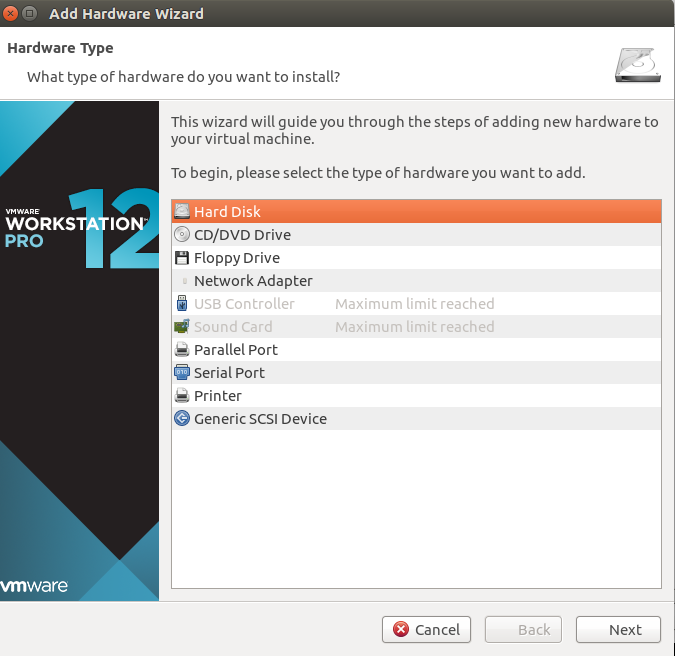 Add Hardware Wizard
Hardware Type
What type of hardware do you want to install?
This wizard will guide you through the steps of adding new hardware to
your virtual machine.
To begin, please select the type of hardware you want to add.
VMWARE
WORKSTATION™ 12
PRO
Hard Disk
CD/DVD Drive
Floppy Drive
Network Adapter
USB Controller Maximum limit reached
Sound Card Maximum limit reached
Parallel Port
Serial Port
Printer
Generic SCSI Device
vmware
Cancel Back Next